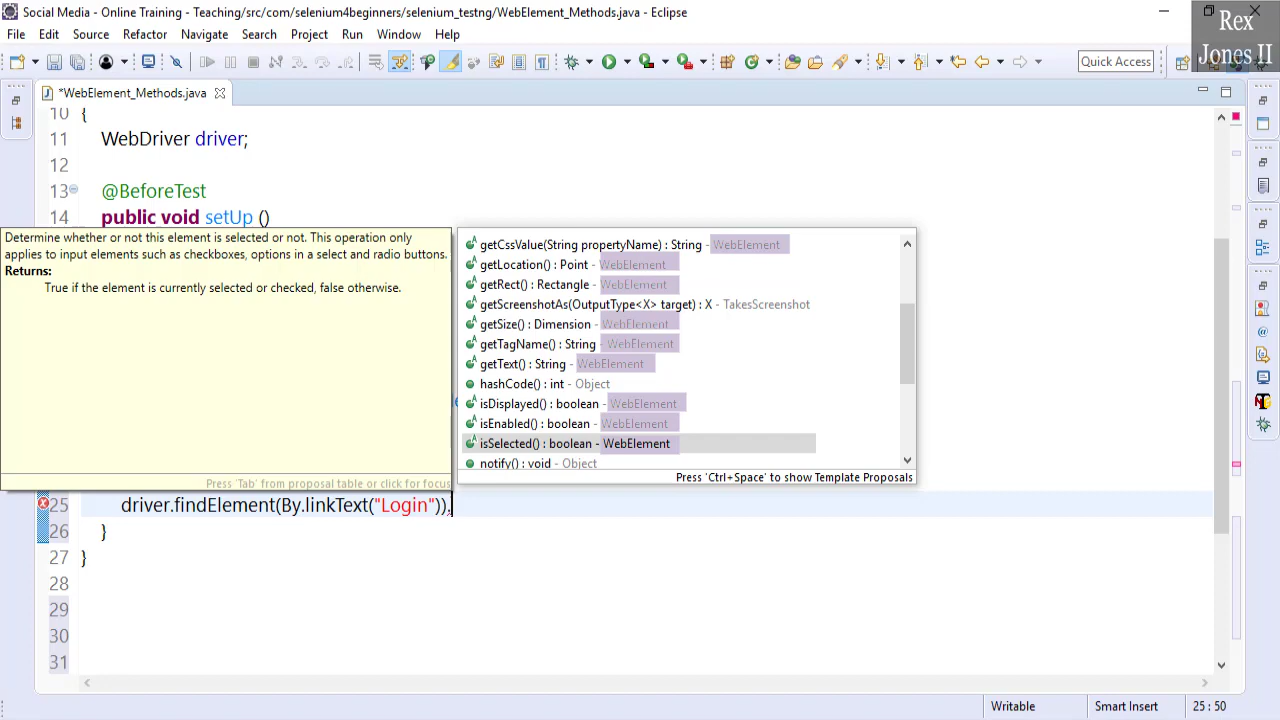 Social Media - Online Training - Teaching/src/com/selenium4beginners/selenium_testng/WebElement_Methods.java - Eclipse
Rex
Jones II
File Edit Source Refactor Navigate Search Project Run Window Help
Quick Access
*WebElement_Methods.java
10 {
11 WebDriver driver;
12
13 @BeforeTest
14 public void setUp ()
Determine whether or not this element is selected or not. This operation only
applies to input elements such as checkboxes, options in a select and radio buttons.
Returns:
True if the element is currently selected or checked, false otherwise.
Press 'Tab' from proposal table or click for focus
getCssValue(String propertyName) : String - WebElement
getLocation() : Point - WebElement
getRect() : Rectangle - WebElement
getScreenshotAs(OutputType<X> target) : X - TakesScreenshot
getSize() : Dimension - WebElement
getTagName() : String - WebElement
getText() : String - WebElement
hashCode() : int - Object
isDisplayed() : boolean - WebElement
isEnabled() : boolean - WebElement
isSelected() : boolean - WebElement
notify() : void - Object
Press 'Ctrl+Space' to show Template Proposals
25 driver.findElement(By.linkText("Login")).
26 }
27 }
28
29
30
31
Writable Smart Insert 25 : 50